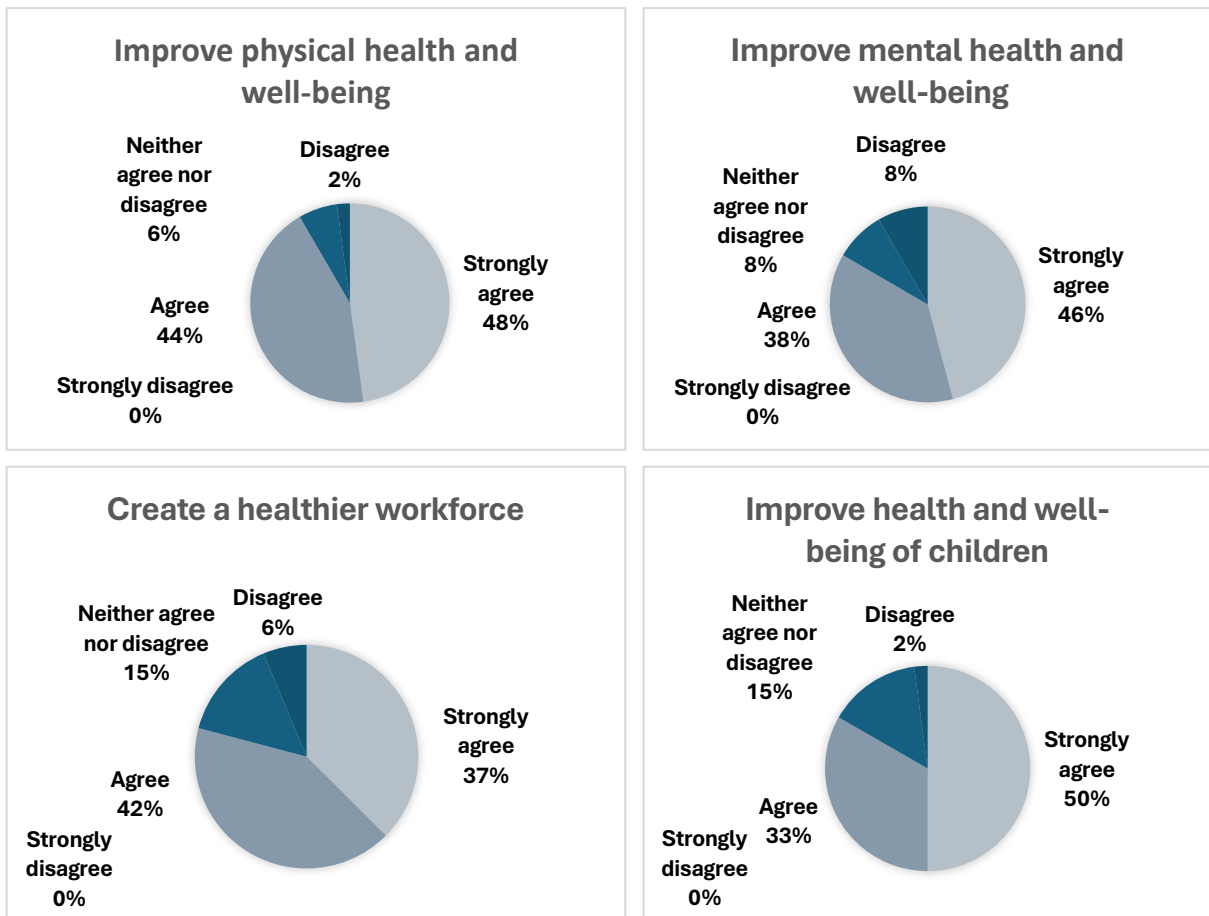 Improve physical health and
well-being
Neither
agree nor
disagree
6%
Disagree
2%
Strongly
agree
48%
Agree
44%
Strongly disagree
0%
Improve mental health and
well-being
Disagree
8%
Neither
agree nor
disagree
8%
Strongly
agree
46%
Agree
38%
Strongly disagree
0%
Create a healthier workforce
Disagree
6%
Neither agree
nor disagree
15%
Strongly
agree
37%
Agree
42%
Strongly
disagree
0%
Improve health and well-
being of children
Neither
agree nor
disagree
15%
Disagree
2%
Strongly
agree
50%
Agree
33%
Strongly
disagree
0%